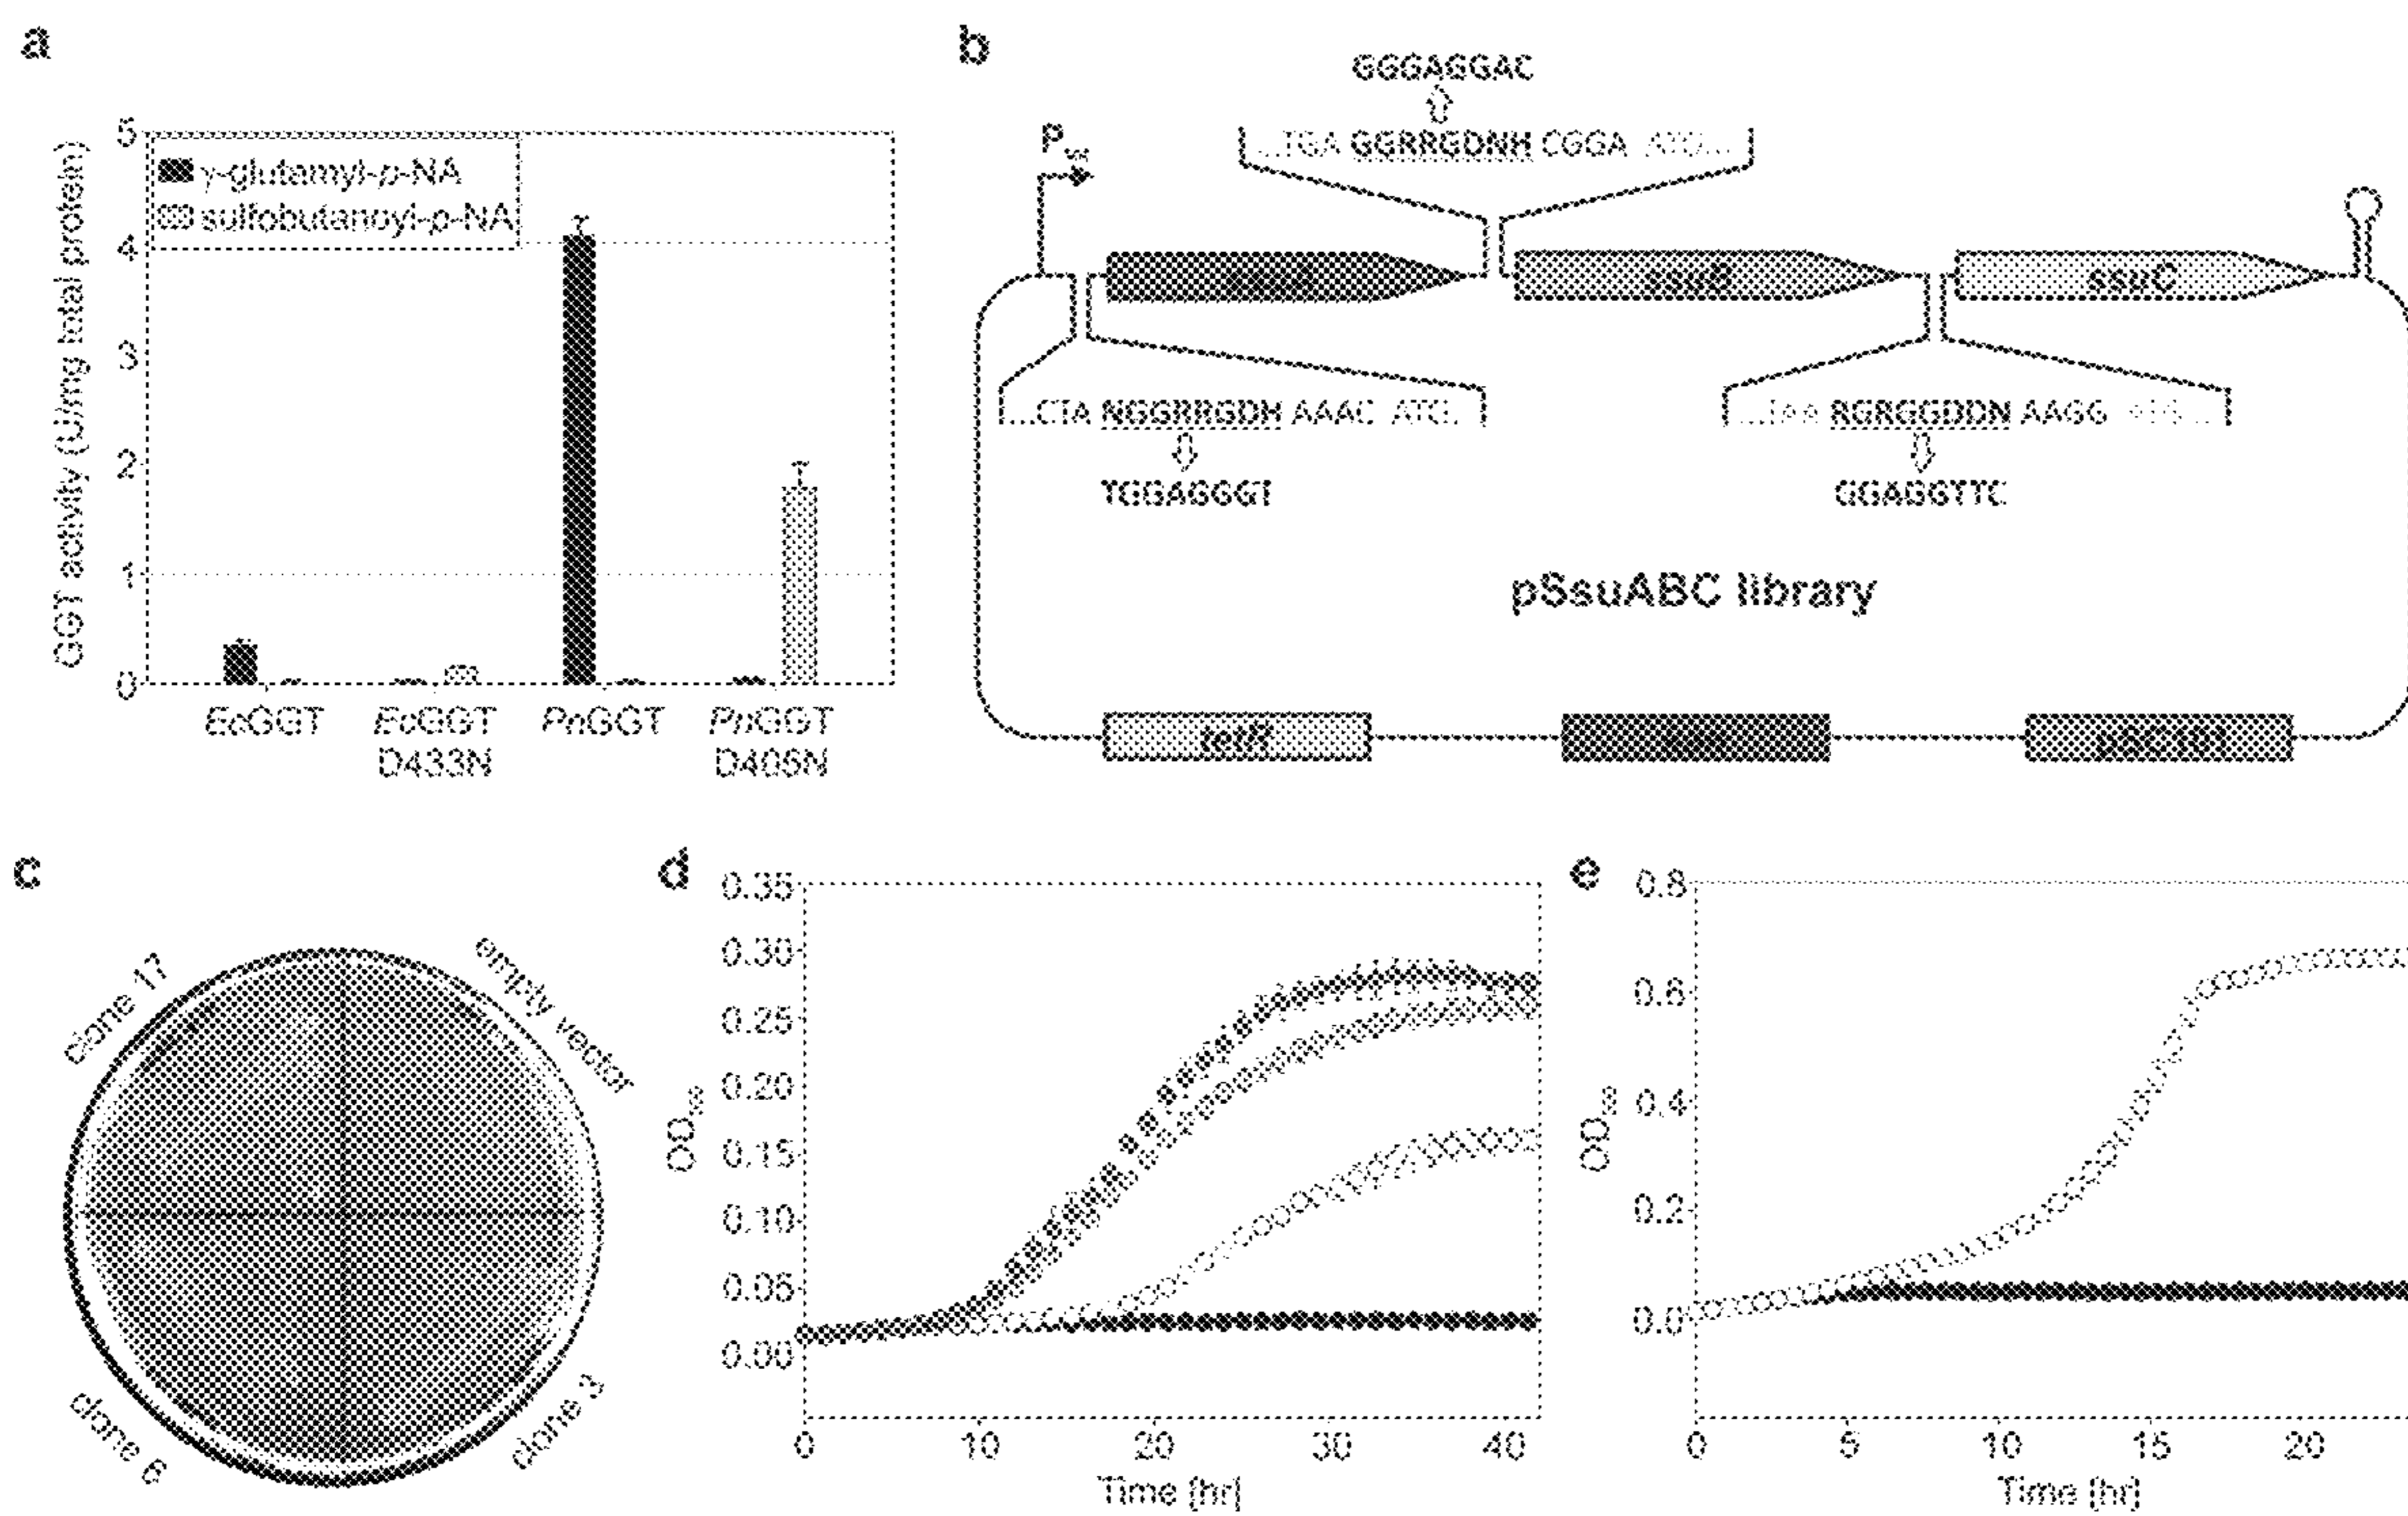 a
5
4
3
2
1
0
GGT activity (U/mg total protein)
γ-glutamyl-p-NA
sulfobutanoyl-p-NA
EcGGT
EcGGT
D433N
PnGGT
PnGGT
b
GGGAGGAC
...TGA GGRRGDNH CGGA ATG...
ssuB
ssuC
...CTA NGGRRGDH AAAC ATG...
TGGAGGGT
...TAA RGRGGDDN AAGG
GGAGGTTC
pSsuABC library
tetR
c
clone 17
empty vector
clone 6
clone 3
d
0.35
0.30
0.25
0.20
0.15
0.10
0.05
0.00
0
10
20
30
40
Time [hr]
e
0.8
0.6
0.4
0.2
0.0
0
5
10
15
20
Time [hr]